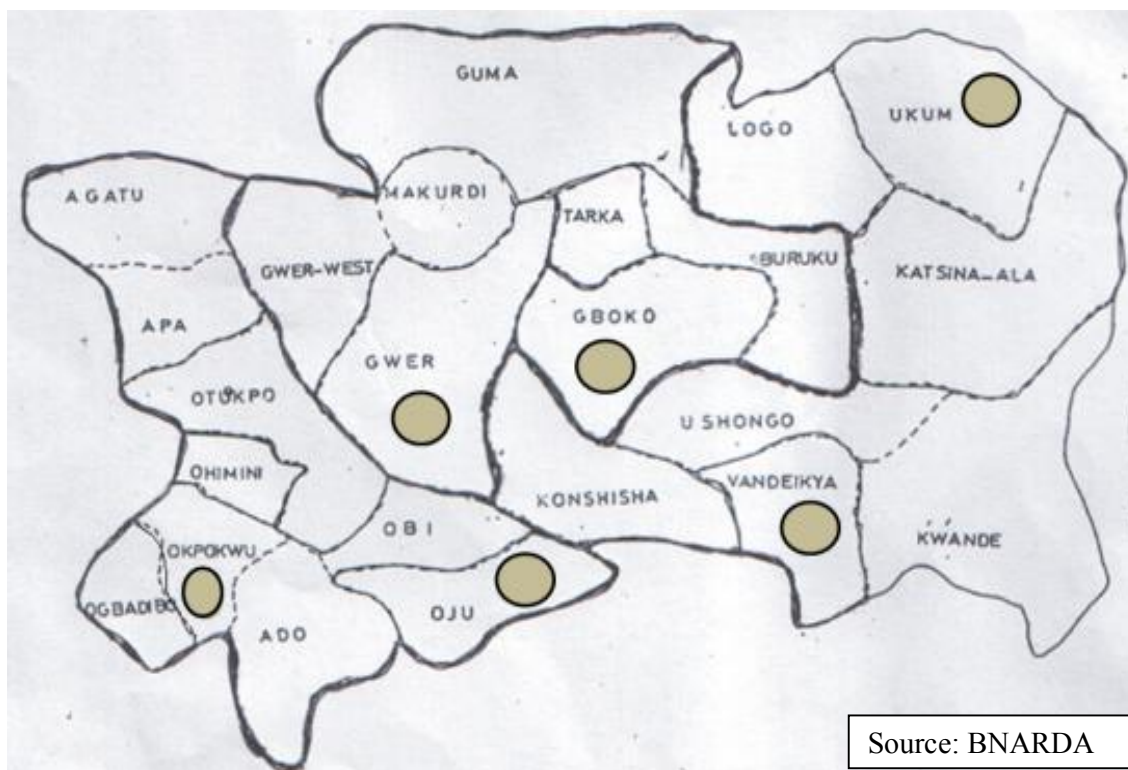 GUMA
LOGO
UKUM
AGATU
MAKURDI
TARKA
GWER-WEST
BURUKU
KATSINA-ALA
APA
GBOKO
GWER
OTUKPO
USHONGO
OHIMINI
VANDEIKYA
KONSHISHA
OBI
KWANDE
OKPOKWU
OGBADIBO
OJU
ADO
Source: BNARDA